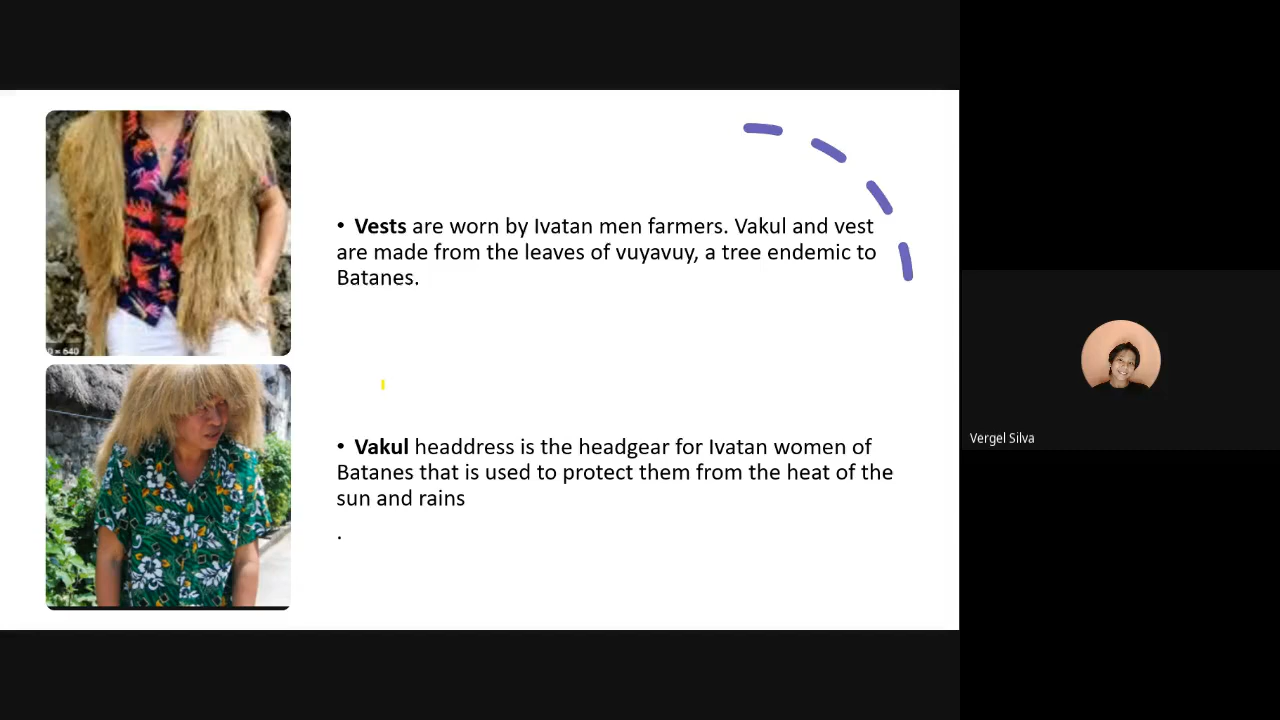 • Vests are worn by Ivatan men farmers. Vakul and vest
are made from the leaves of vuyavuy, a tree endemic to
Batanes.
0 × 640
• Vakul headdress is the headgear for Ivatan women of
Batanes that is used to protect them from the heat of the
sun and rains
.
Vergel Silva